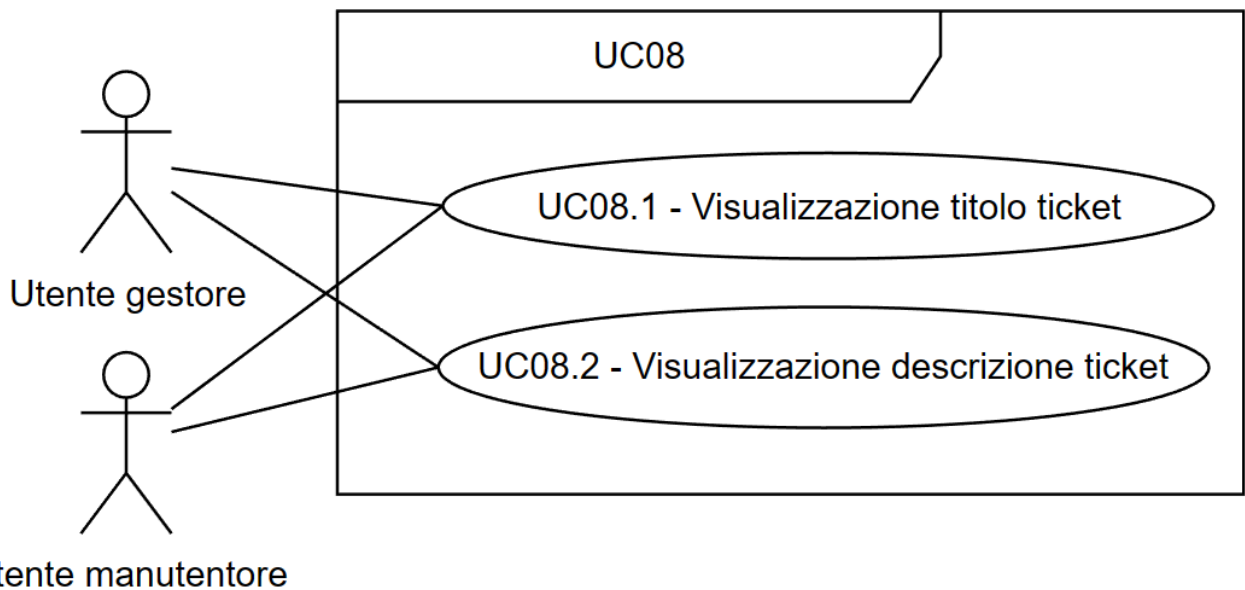 UC08
UC08.1 - Visualizzazione titolo ticket
Utente gestore
UC08.2 - Visualizzazione descrizione ticket
tente manutentore